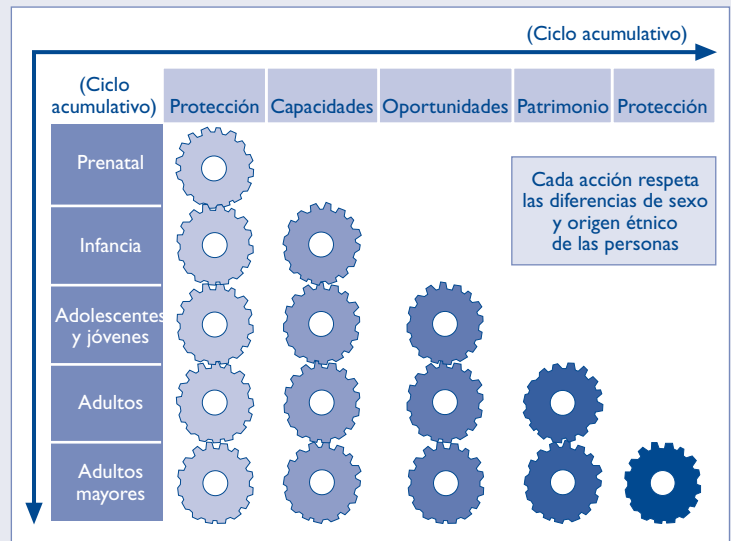 (Ciclo acumulativo)
(Ciclo
acumulativo)
Protección
Capacidades
Oportunidades
Patrimonio
Protección
Prenatal
Cada acción respeta
las diferencias de sexo
y origen étnico
de las personas
Infancia
Adolescentes
y jóvenes
Adultos
Adultos
mayores